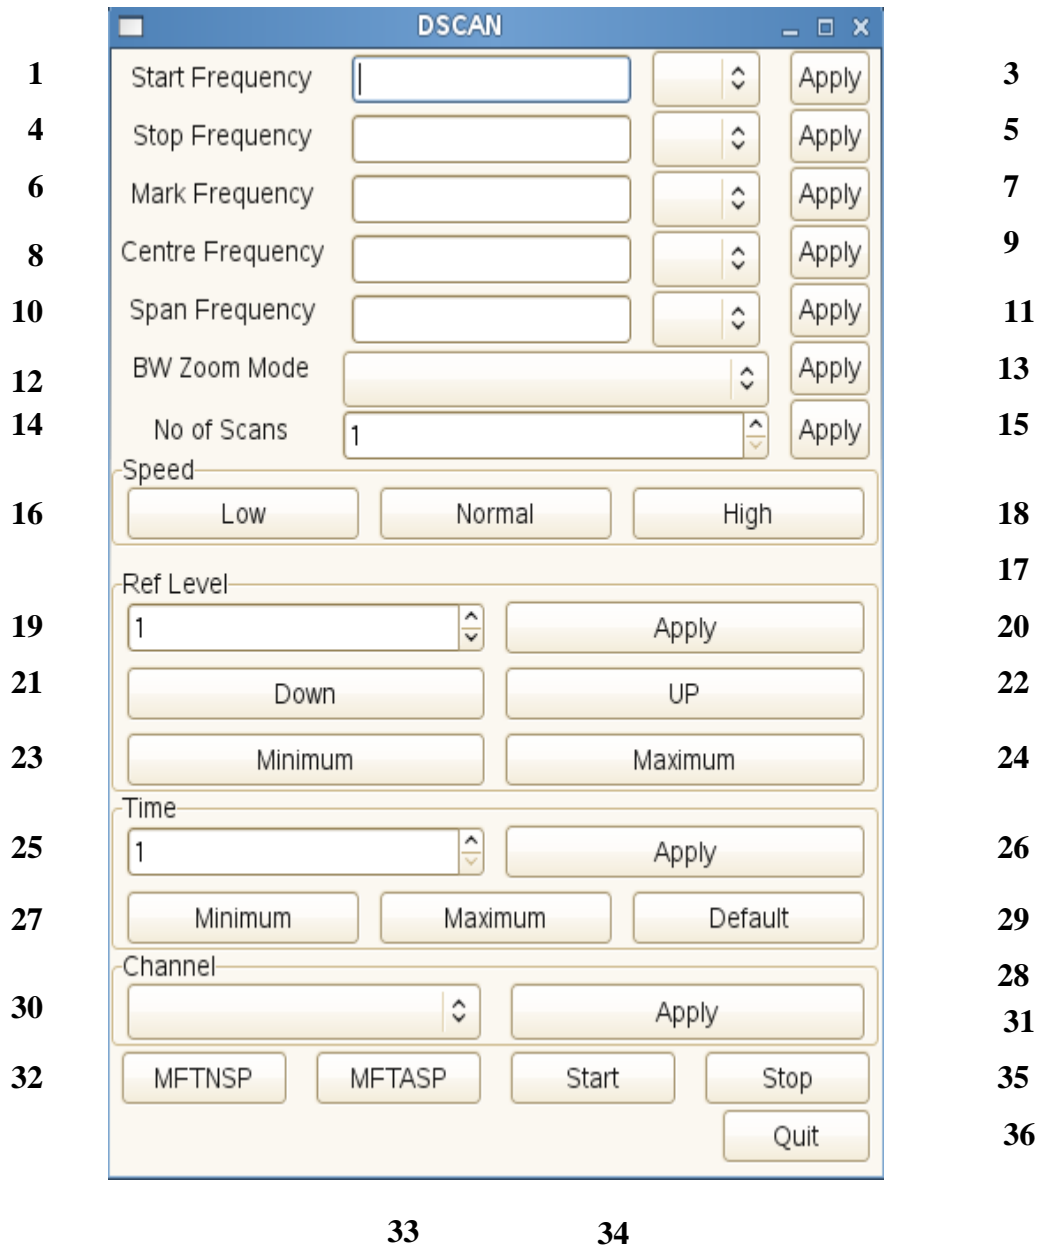 DSCAN
1 Start Frequency Apply 3
4 Stop Frequency Apply 5
6 Mark Frequency Apply 7
8 Centre Frequency Apply 9
10 Span Frequency Apply 11
12 BW Zoom Mode Apply 13
14 No of Scans 1 Apply 15
Speed
16 Low Normal High 18
17
Ref Level
19 1 Apply 20
21 Down UP 22
23 Minimum Maximum 24
Time
25 1 Apply 26
27 Minimum Maximum Default 29
Channel
28
30 Apply 31
32 MFTNSP MFTASP Start Stop 35
Quit 36
33 34